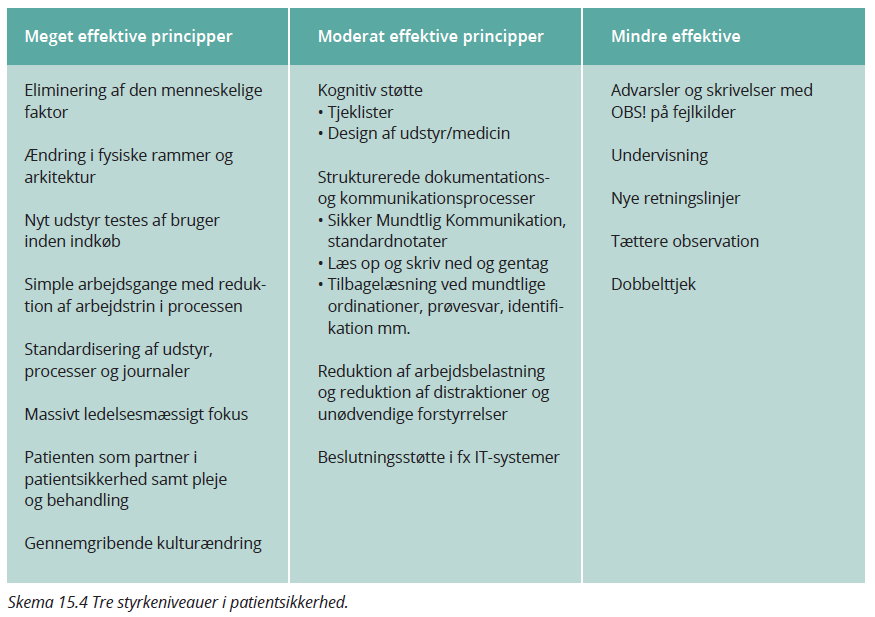 Meget effektive principper
Eliminering af den menneskelige
faktor
Ændring i fysiske rammer og
arkitektur
Nyt udstyr testes af bruger
inden indkøb
Simple arbejdsgange med reduk-
tion af arbejdstrin i processen
Standardisering af udstyr,
processer og journaler
Massivt ledelsesmæssigt fokus
Patienten som partner i
patientsikkerhed samt pleje
og behandling
Gennemgribende kulturændring
Moderat effektive principper
Kognitiv støtte
• Tjeklister
• Design af udstyr/medicin
Strukturerede dokumentations-
og kommunikationsprocesser
• Sikker Mundtlig Kommunikation,
standardnotater
• Læs op og skriv ned og gentag
• Tilbagelæsning ved mundtlige
ordinationer, prøvesvar, identifi-
kation mm.
Reduktion af arbejdsbelastning
og reduktion af distraktioner og
unødvendige forstyrrelser
Beslutningsstøtte i fx IT-systemer
Mindre effektive
Advarsler og skrivelser med
OBS! på fejlkilder
Undervisning
Nye retningslinjer
Tættere observation
Dobbelttjek
Skema 15.4 Tre styrkeniveauer i patientsikkerhed.